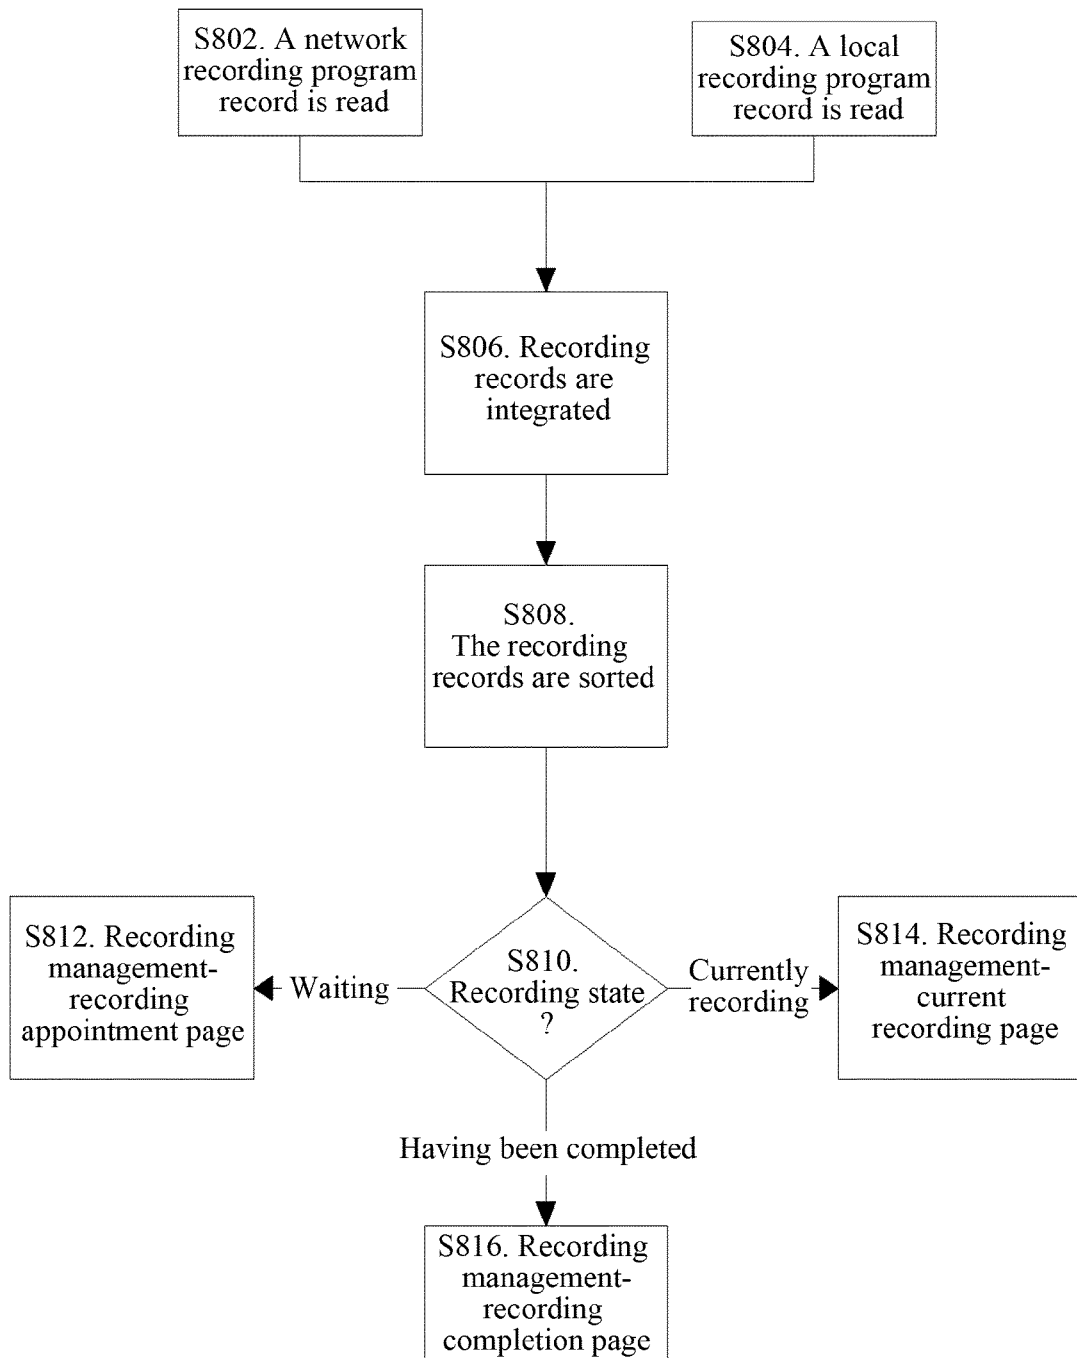 S802. A network
recording program
record is read
S804. A local
recording program
record is read
S806. Recording
records are
integrated
S808.
The recording
records are sorted
S812. Recording
management-
recording
appointment page
Waiting
S810.
Recording state
?
Currently
recording
S814. Recording
management-
current
recording page
Having been completed
S816. Recording
management-
recording
completion page